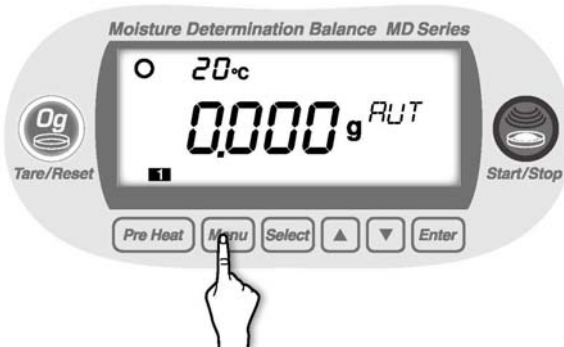 Moisture Determination Balance MD Series
20°C
0.000 g AUT
1
0g
Tare/Reset
Start/Stop
Pre Heat Menu Select ▲ ▼ Enter